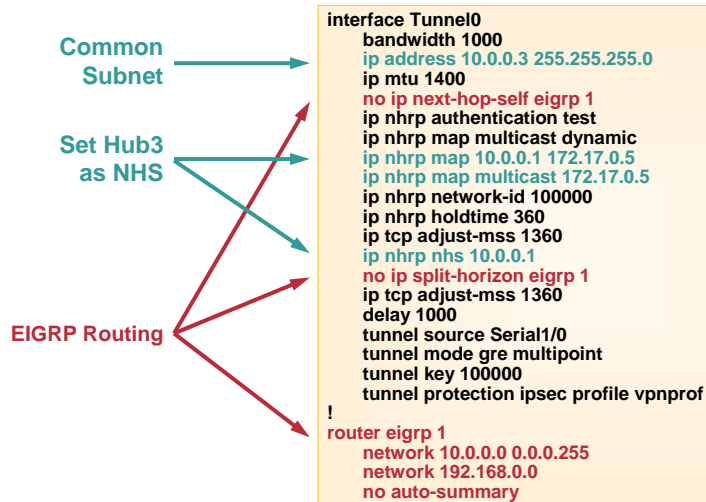 Common
Subnet
Set Hub3
as NHS
EIGRP Routing
interface Tunnel0
bandwidth 1000
ip address 10.0.0.3 255.255.255.0
ip mtu 1400
no ip next-hop-self eigrp 1
ip nhrp authentication test
ip nhrp map multicast dynamic
ip nhrp map 10.0.0.1 172.17.0.5
ip nhrp map multicast 172.17.0.5
ip nhrp network-id 100000
ip nhrp holdtime 360
ip tcp adjust-mss 1360
ip nhrp nhs 10.0.0.1
no ip split-horizon eigrp 1
ip tcp adjust-mss 1360
delay 1000
tunnel source Serial1/0
tunnel mode gre multipoint
tunnel key 100000
tunnel protection ipsec profile vpnprof
!
router eigrp 1
network 10.0.0.0 0.0.0.255
network 192.168.0.0
no auto-summary